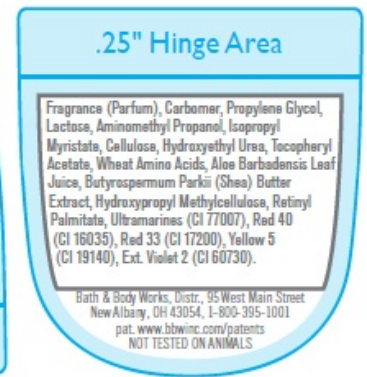 .25" Hinge Area
Fragrance (Parfum), Carbomer, Propylene Glycol,
Lactose, Aminomethyl Propanol, Isopropyl
Myristate, Cellulose, Hydroxyethyl Urea, Tocopheryl
Acetate, Wheat Amino Acids, Aloe Barbadensis Leaf
Juice, Butyrospermum Parkii (Shea) Butter
Extract, Hydroxypropyl Methylcellulose, Retinyl
Palmitate, Ultramarines (CI 77007), Red 40
(CI 16035), Red 33 (CI 17200), Yellow 5
(CI 19140), Ext. Violet 2 (CI 60730).
Bath & Body Works, Distr., 95 West Main Street
New Albany, OH 43054, 1-800-395-1001
pat. www.bbwinc.com/patents
NOT TESTED ON ANIMALS